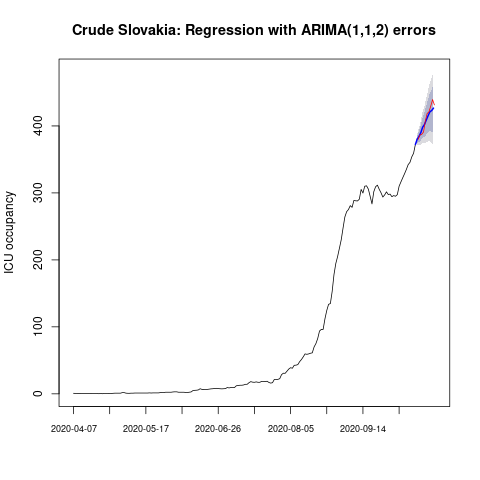 Crude Slovakia: Regression with ARIMA(1,1,2) errors
ICU occupancy
400
300
200
100
0
2020-04-07 2020-05-17 2020-06-26 2020-08-05 2020-09-14